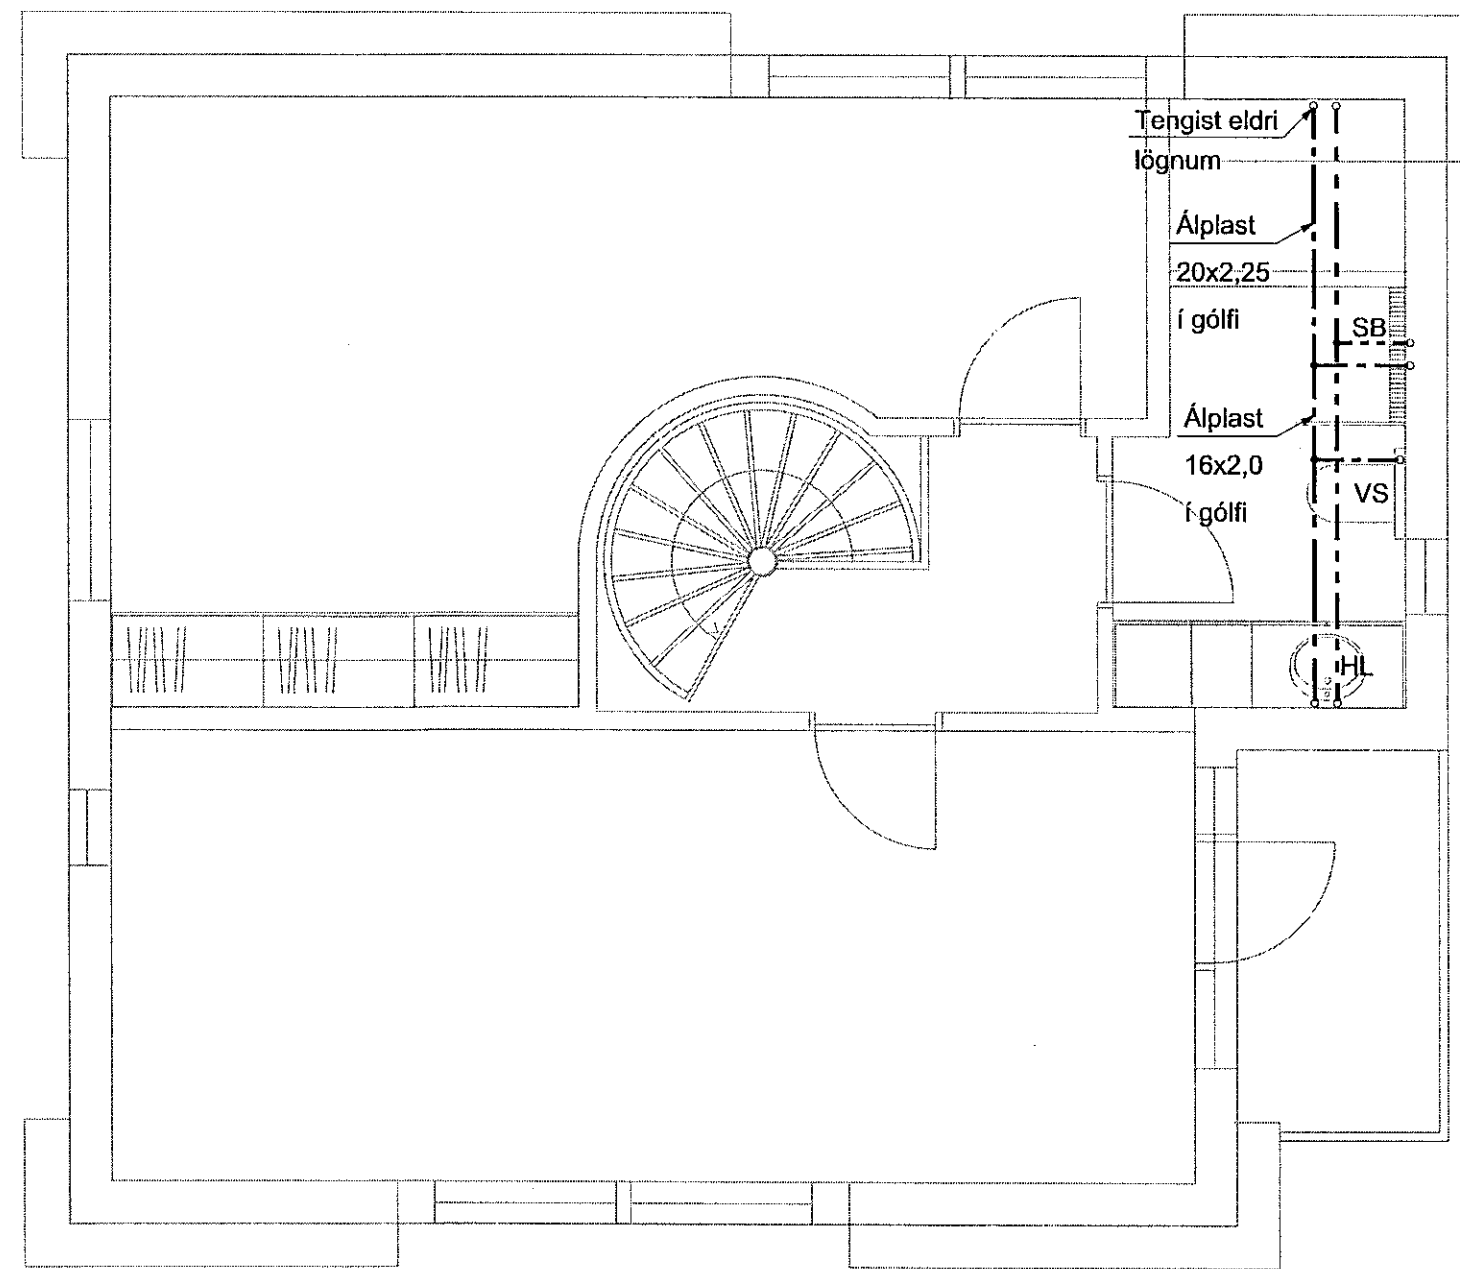 Tengist eldri
lögnum
Álplast
20x2,25
í gólfi
SB
Álplast
16x2,0
í gólfi
VS
HL